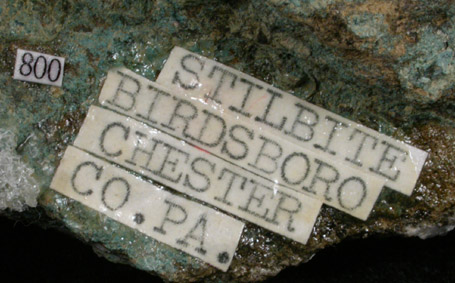 800
STILBITE
BIRDSBORO
CHESTER
CO. PA.